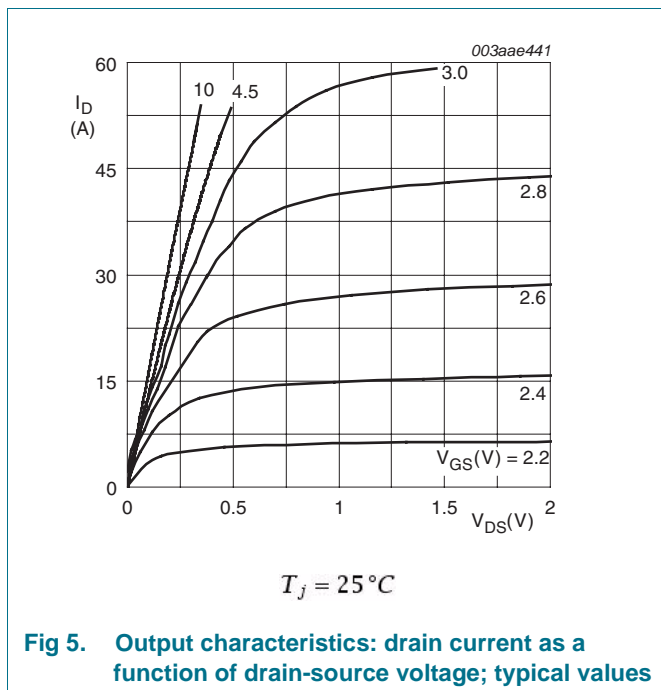 003aae441
60
I_D
(A)
10
4.5
3.0
45
2.8
30
2.6
15
2.4
V_GS(V) = 2.2
0
0
0.5
1
1.5
2
V_DS(V)
T_j = 25 °C
Fig 5. Output characteristics: drain current as a
function of drain-source voltage; typical values